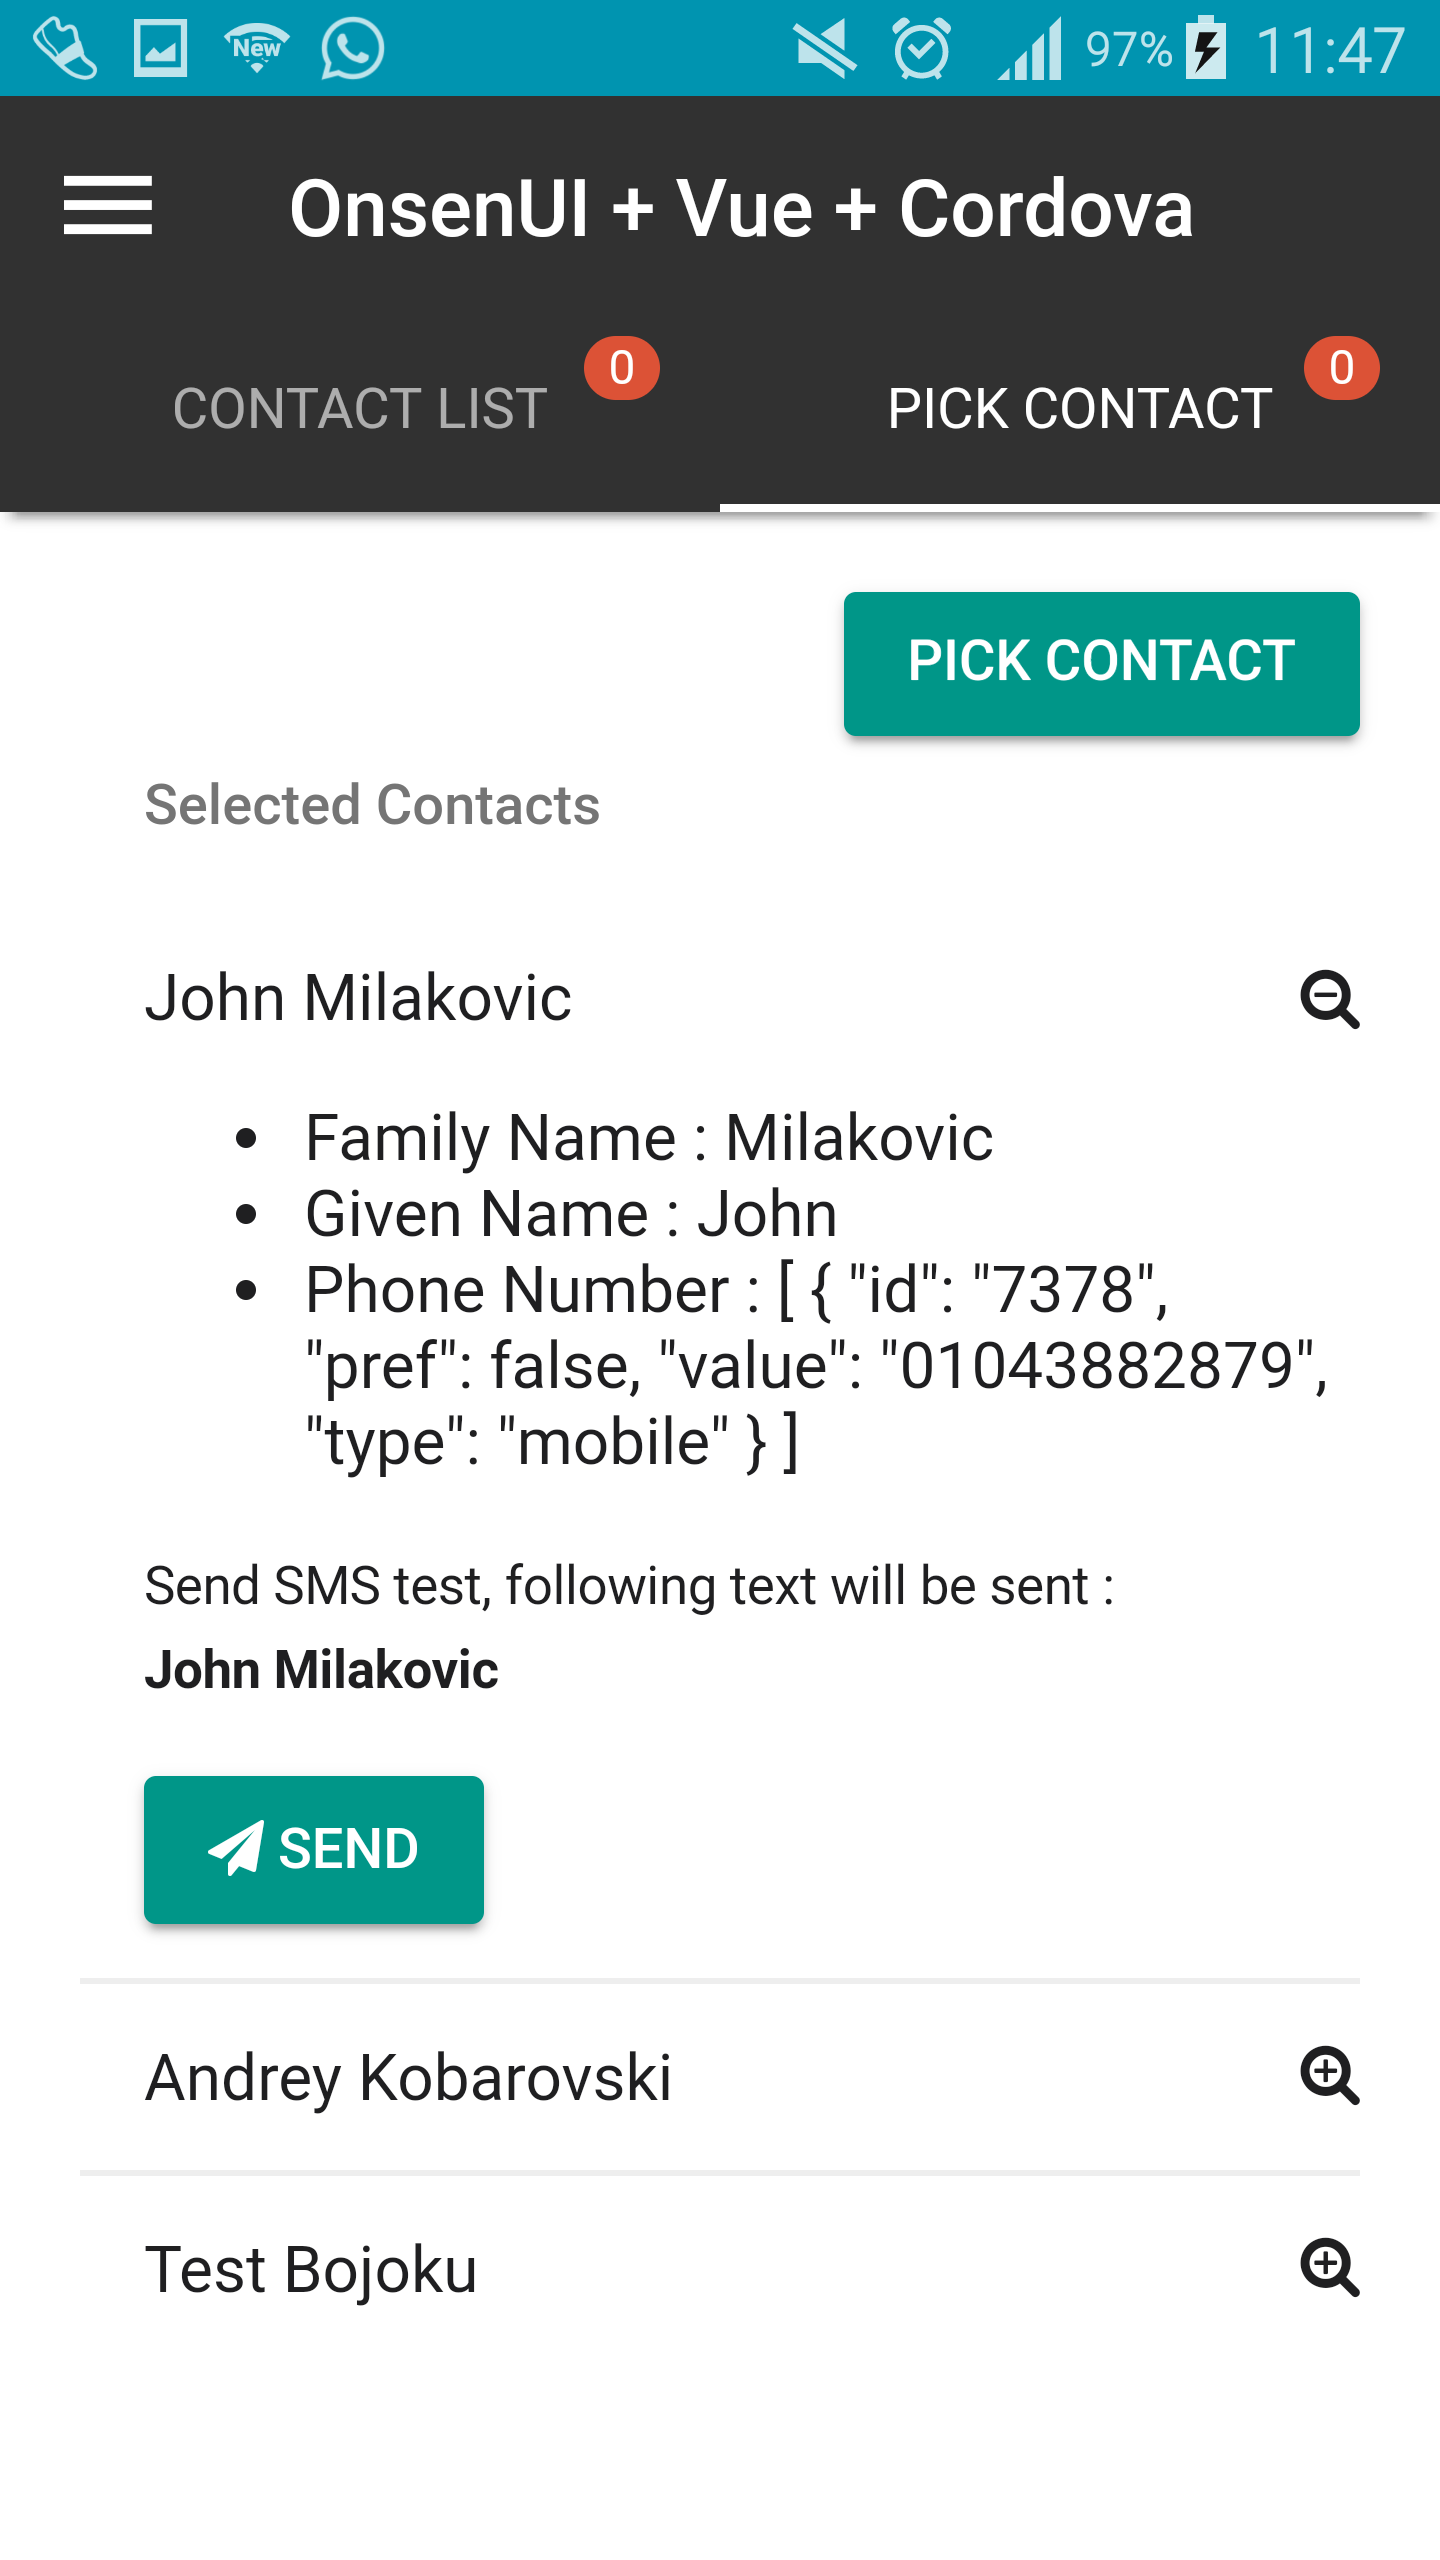 New 97% 11:47
OnsenUI + Vue + Cordova
CONTACT LIST 0 PICK CONTACT 0
PICK CONTACT
Selected Contacts
John Milakovic
Family Name : Milakovic
Given Name : John
Phone Number : [ { "id": "7378",
"pref": false, "value": "01043882879",
"type": "mobile" } ]
Send SMS test, following text will be sent :
John Milakovic
SEND
Andrey Kobarovski
Test Bojoku